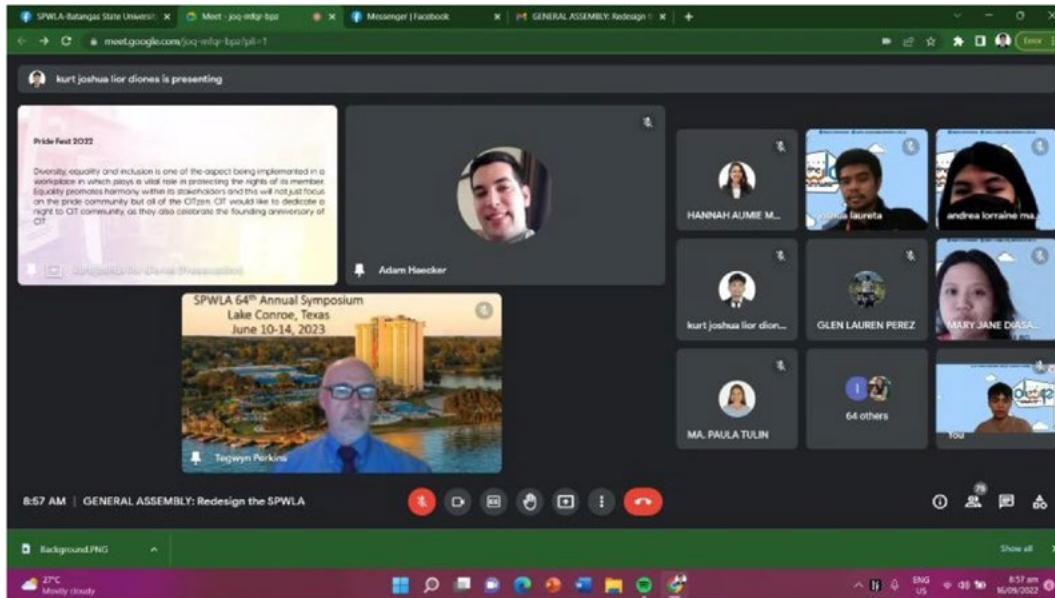 SPWLA-Batangas State Universit
Meet - joq-mfqr-bpz
Messenger | Facebook
GENERAL ASSEMBLY: Redesign t
meet.google.com/joq-mfqr-bpz?pli=1
Error
kurt joshua lior diones is presenting
Pride Fest 2022
Diversity, equality and inclusion is one of the aspect being implemented in a
workplace in which plays a vital role in protecting the rights of its member.
Equality promotes harmony within its stakeholders and this will not just focus
on the pride community but all of the CITzen. CIT would like to dedicate a
night to CIT community, as they also celebrate the founding anniversary of
CIT
Adam Haecker
SPWLA 64th Annual Symposium
Lake Conroe, Texas
June 10-14, 2023
Tegwyn Perkins
HANNAH AUMIE M...
joshua laureta
andrea lorraine ma...
kurt joshua lior dion...
GLEN LAUREN PEREZ
MARY JANE DIASA...
MA. PAULA TULIN
64 others
You
8:57 AM | GENERAL ASSEMBLY: Redesign the SPWLA
75
Background.PNG
Show all
27°C
Mostly cloudy
ENG
US
8:57 am
16/09/2022